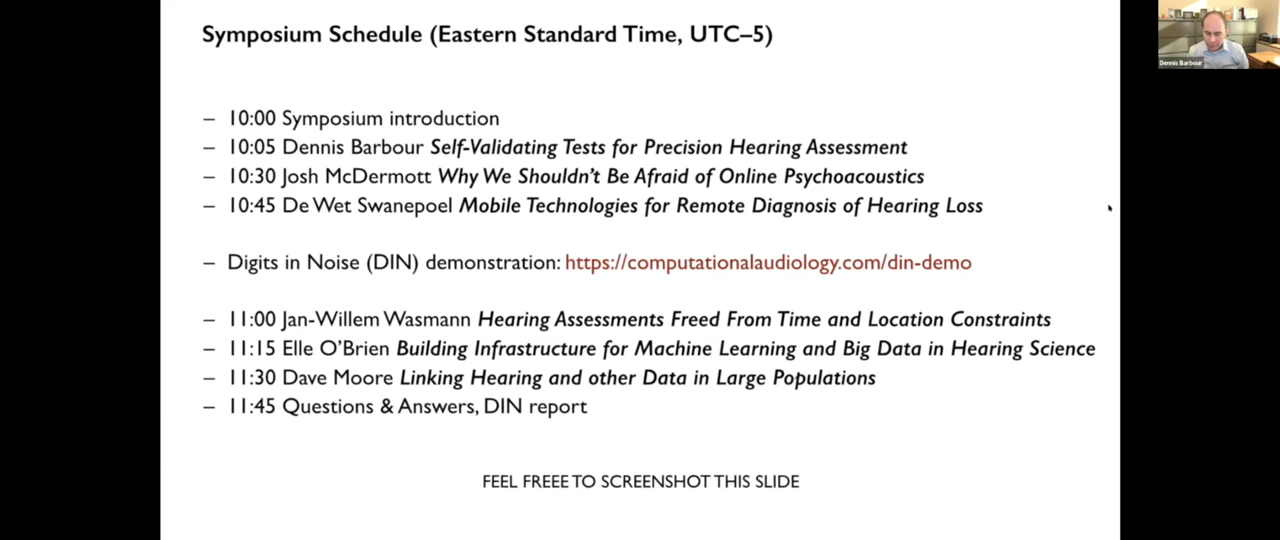 Symposium Schedule (Eastern Standard Time, UTC–5)
Dennis Barbour
– 10:00 Symposium introduction
– 10:05 Dennis Barbour Self-Validating Tests for Precision Hearing Assessment
– 10:30 Josh McDermott Why We Shouldn't Be Afraid of Online Psychoacoustics
– 10:45 De Wet Swanepoel Mobile Technologies for Remote Diagnosis of Hearing Loss
– Digits in Noise (DIN) demonstration: https://computationalaudiology.com/din-demo
– 11:00 Jan-Willem Wasmann Hearing Assessments Freed From Time and Location Constraints
– 11:15 Elle O'Brien Building Infrastructure for Machine Learning and Big Data in Hearing Science
– 11:30 Dave Moore Linking Hearing and other Data in Large Populations
– 11:45 Questions & Answers, DIN report
FEEL FREEE TO SCREENSHOT THIS SLIDE